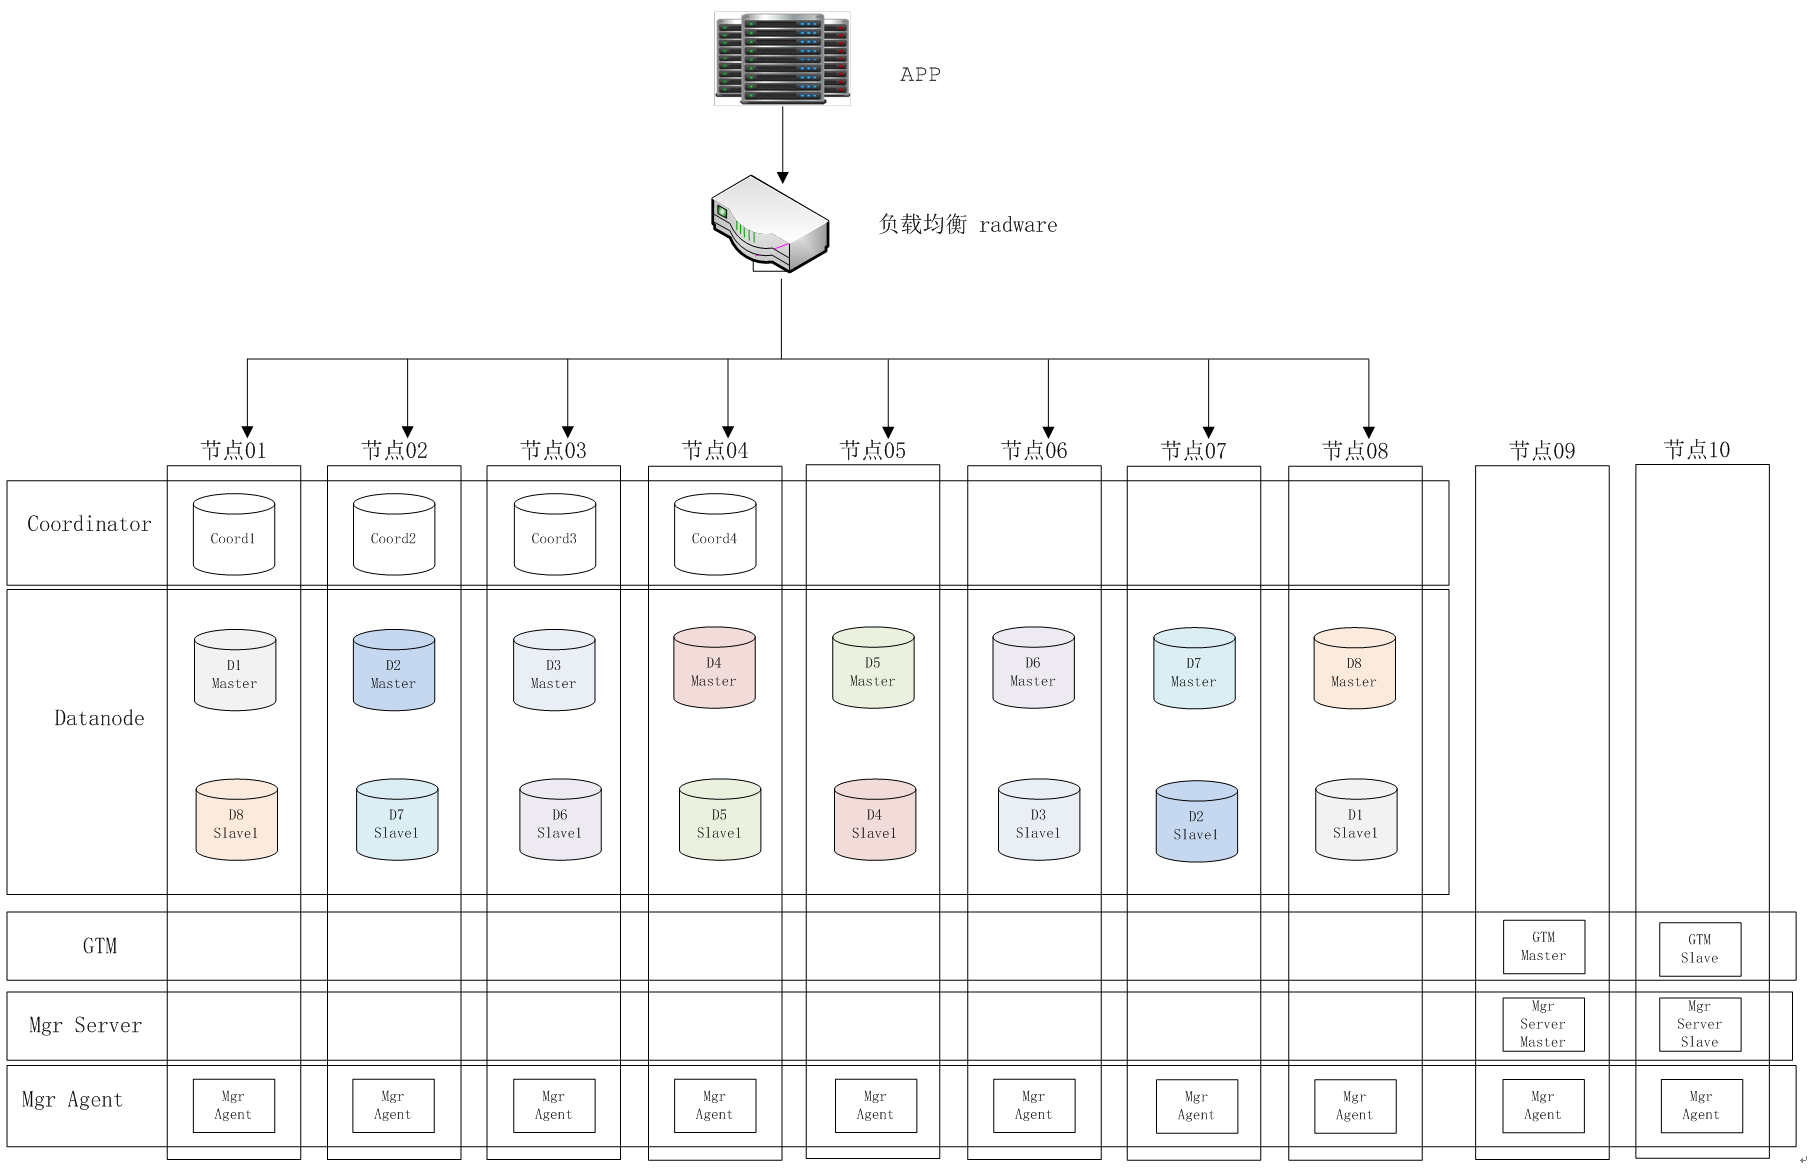 APP
负载均衡 radware
节点01
节点02
节点03
节点04
节点05
节点06
节点07
节点08
节点09
节点10
Coordinator
Coord1
Coord2
Coord3
Coord4
Datanode
D1
Master
D2
Master
D3
Master
D4
Master
D5
Master
D6
Master
D7
Master
D8
Master
D8
Slave1
D7
Slave1
D6
Slave1
D5
Slave1
D4
Slave1
D3
Slave1
D2
Slave1
D1
Slave1
GTM
GTM
Master
GTM
Slave
Mgr Server
Mgr
Server
Master
Mgr
Server
Slave
Mgr Agent
Mgr
Agent
Mgr
Agent
Mgr
Agent
Mgr
Agent
Mgr
Agent
Mgr
Agent
Mgr
Agent
Mgr
Agent
Mgr
Agent
Mgr
Agent